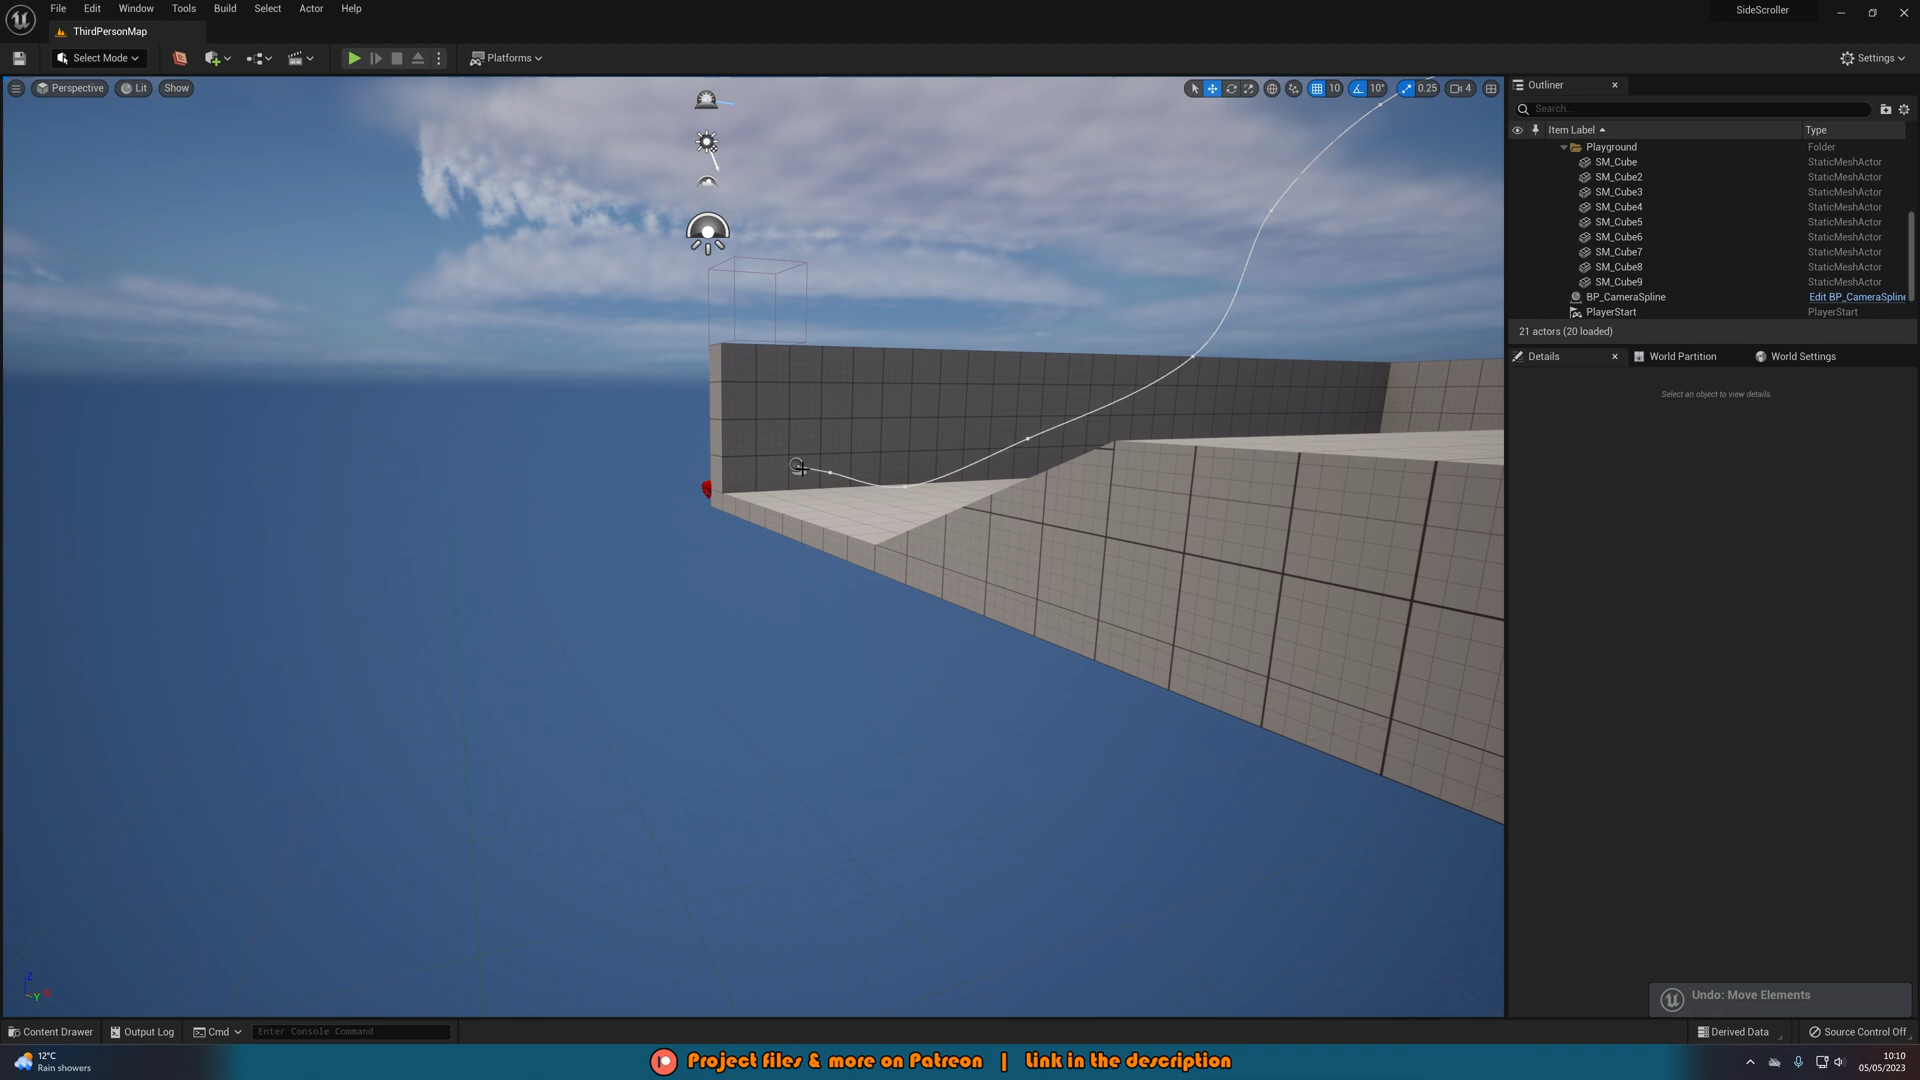 File Edit Window Tools Build Select Actor Help
SideScroller
ThirdPersonMap
Select Mode
Platforms
Settings
Perspective Lit Show
10 10° 0.25 4
Outliner
Search...
Item Label Type
Playground Folder
SM_Cube StaticMeshActor
SM_Cube2 StaticMeshActor
SM_Cube3 StaticMeshActor
SM_Cube4 StaticMeshActor
SM_Cube5 StaticMeshActor
SM_Cube6 StaticMeshActor
SM_Cube7 StaticMeshActor
SM_Cube8 StaticMeshActor
SM_Cube9 StaticMeshActor
BP_CameraSpline Edit BP_CameraSpline
PlayerStart PlayerStart
21 actors (20 loaded)
Details World Partition World Settings
Select an object to view details.
Z
Y X
Undo: Move Elements
Content Drawer Output Log Cmd Enter Console Command
Derived Data Source Control Off
12°C
Rain showers
Project files & more on Patreon | Link in the description
10:10
05/05/2023